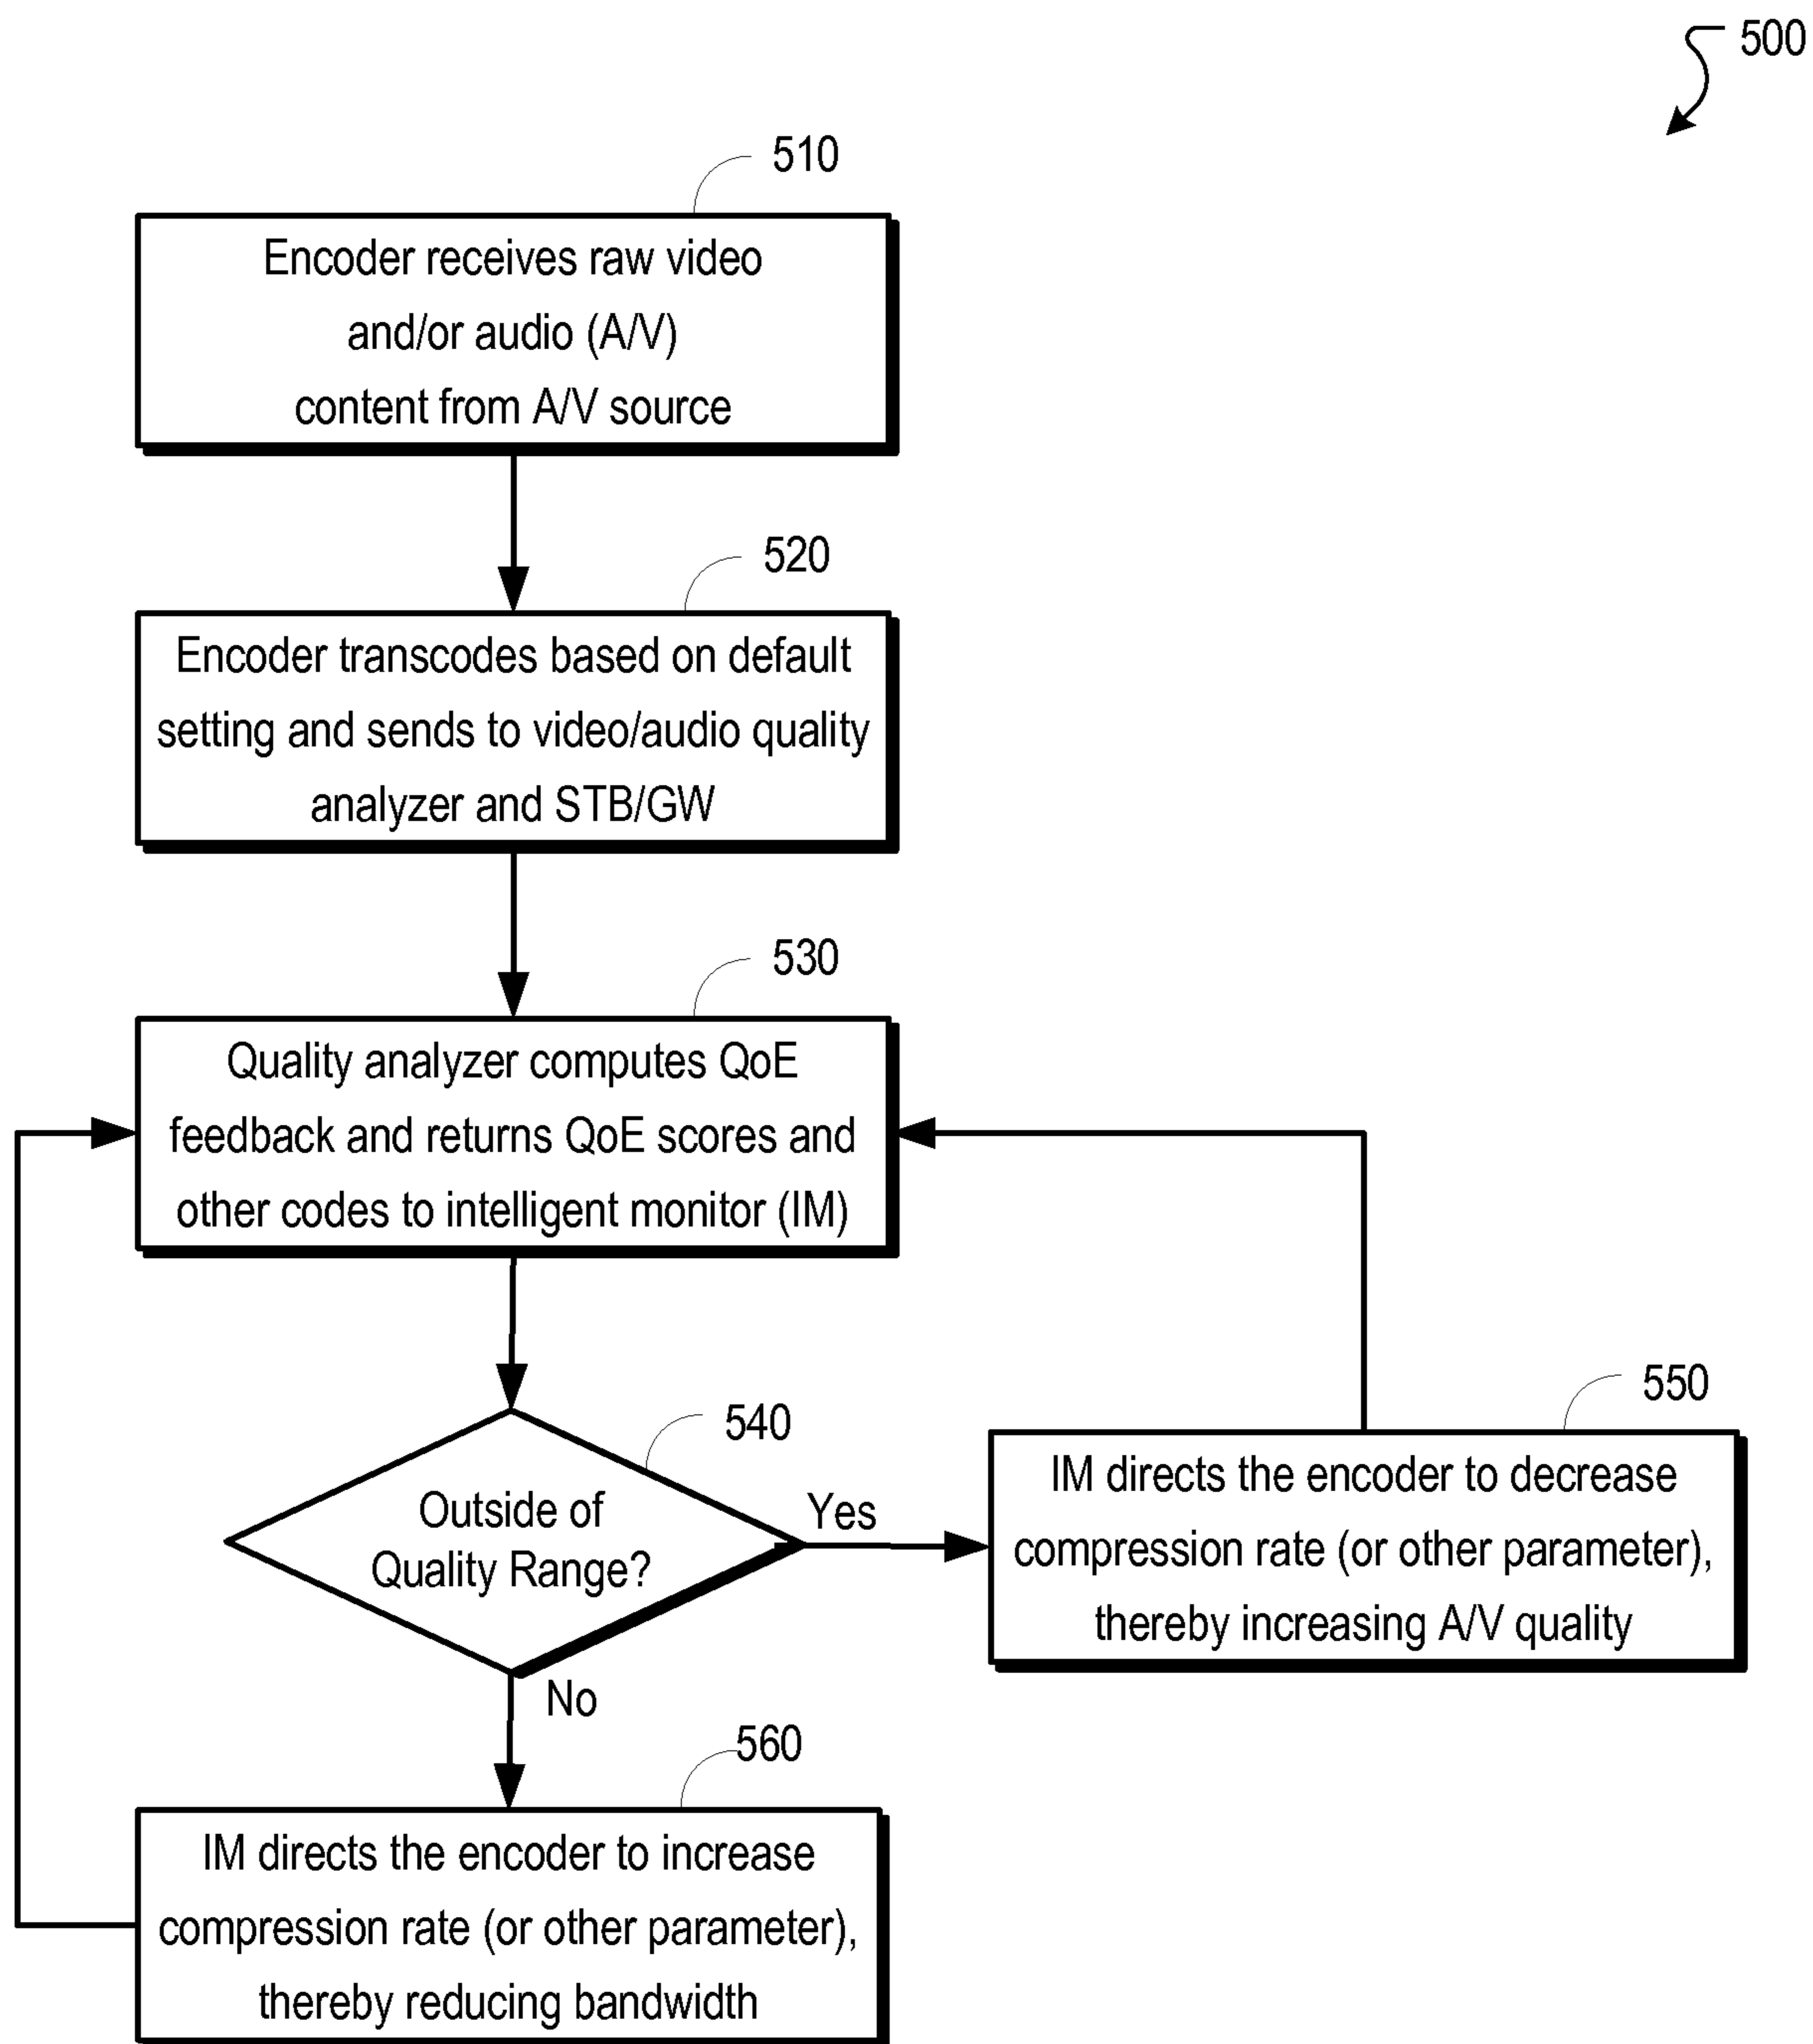 500
510
Encoder receives raw video
and/or audio (A/V)
content from A/V source
520
Encoder transcodes based on default
setting and sends to video/audio quality
analyzer and STB/GW
530
Quality analyzer computes QoE
feedback and returns QoE scores and
other codes to intelligent monitor (IM)
540
Outside of
Quality Range?
Yes
No
550
IM directs the encoder to decrease
compression rate (or other parameter),
thereby increasing A/V quality
560
IM directs the encoder to increase
compression rate (or other parameter),
thereby reducing bandwidth